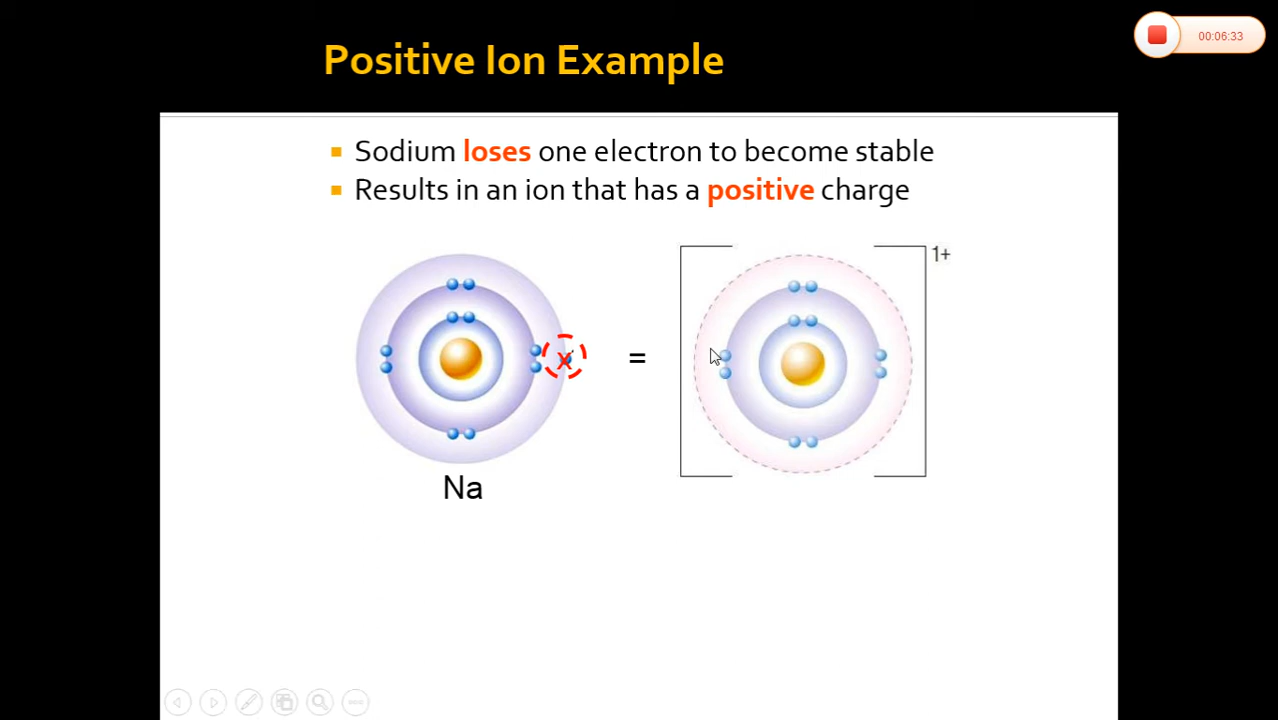 Positive Ion Example
00:06:33
Sodium loses one electron to become stable
Results in an ion that has a positive charge
1+
x
=
Na